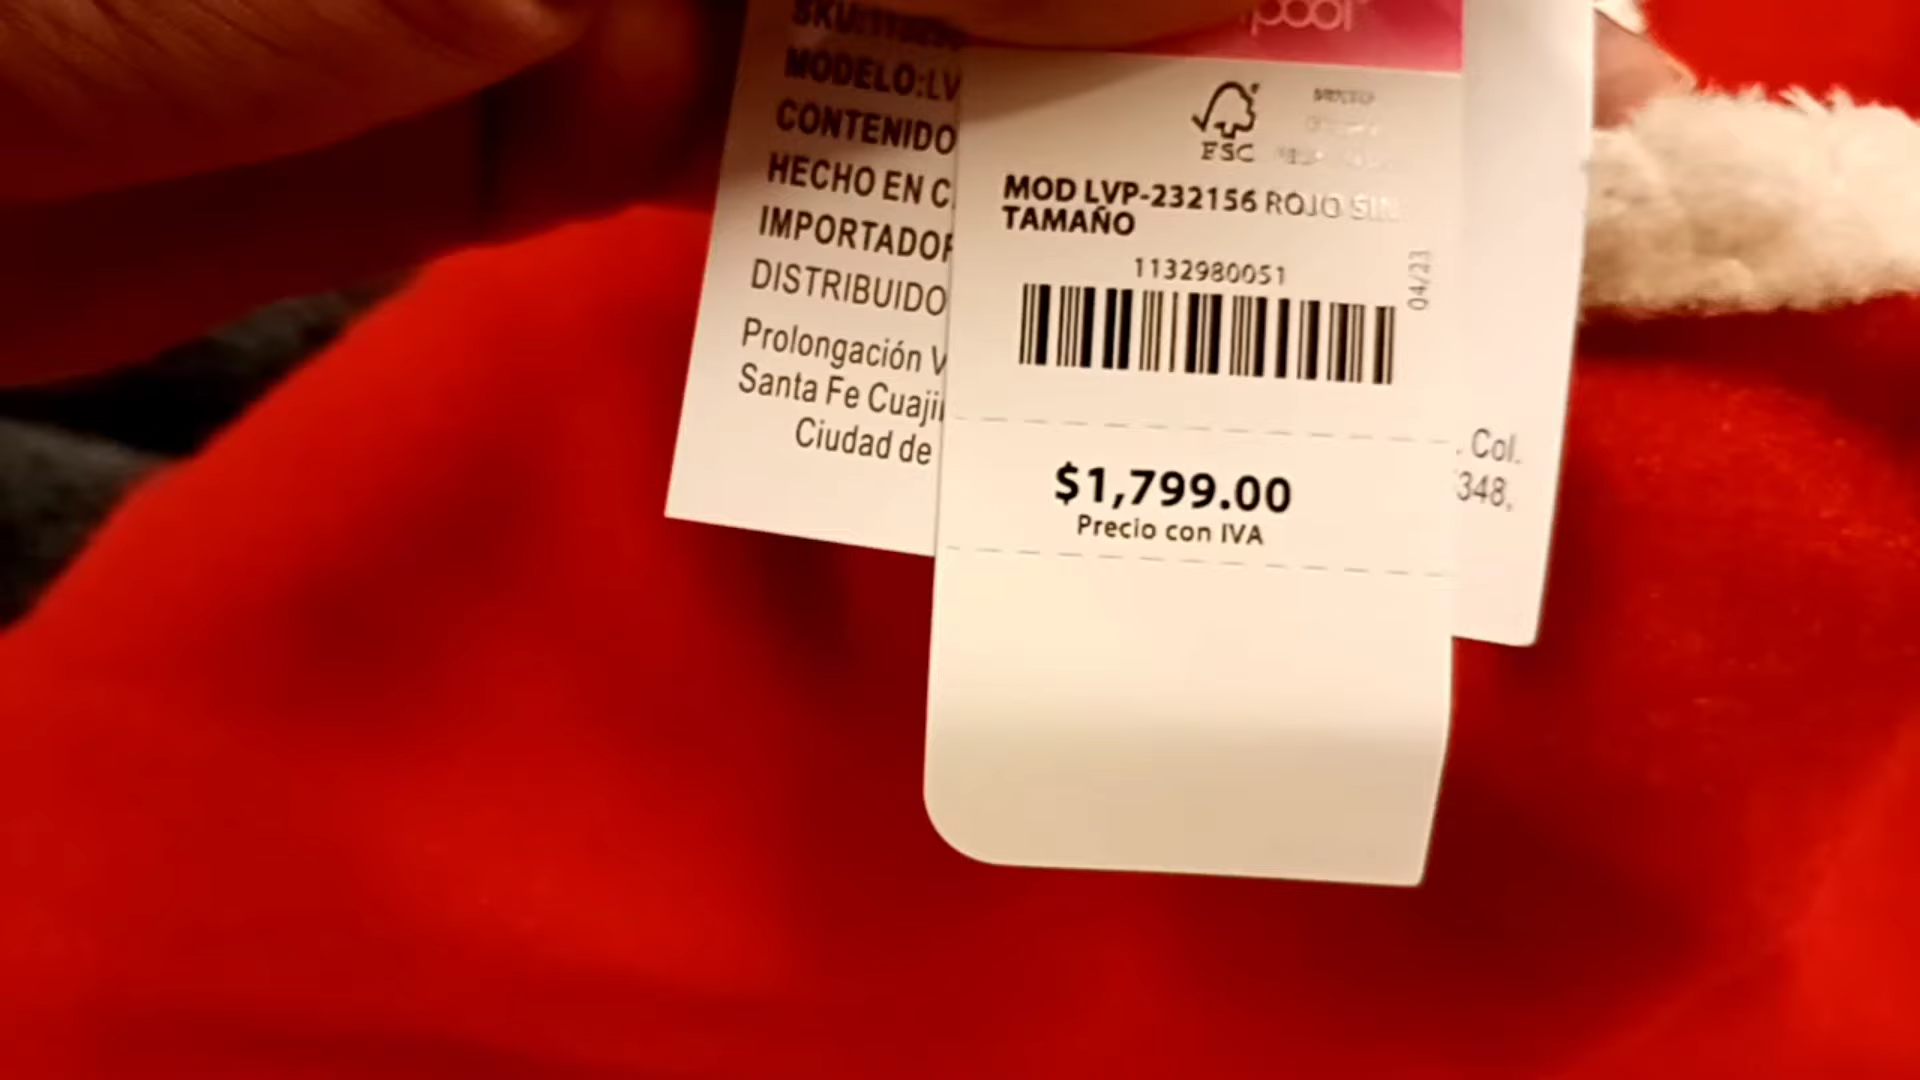 MODELO:LV
CONTENIDO
HECHO EN C
IMPORTADOR
DISTRIBUIDO
Prolongación V
Santa Fe Cuaji
Ciudad de
pool
FSC
MOD LVP-232156 ROJO SIN
TAMAÑO
1132980051
04/23
$1,799.00
Precio con IVA
. Col.
348,